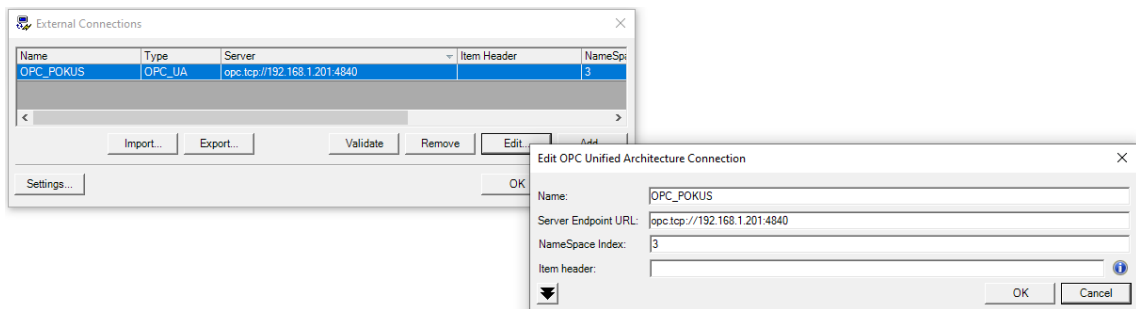 External Connections
Name Type Server Item Header NameSpa
OPC_POKUS OPC_UA opc.tcp://192.168.1.201:4840 3
Import... Export... Validate Remove Edit... Add...
Settings... OK
Edit OPC Unified Architecture Connection
Name: OPC_POKUS
Server Endpoint URL: opc.tcp://192.168.1.201:4840
NameSpace Index: 3
Item header:
OK Cancel